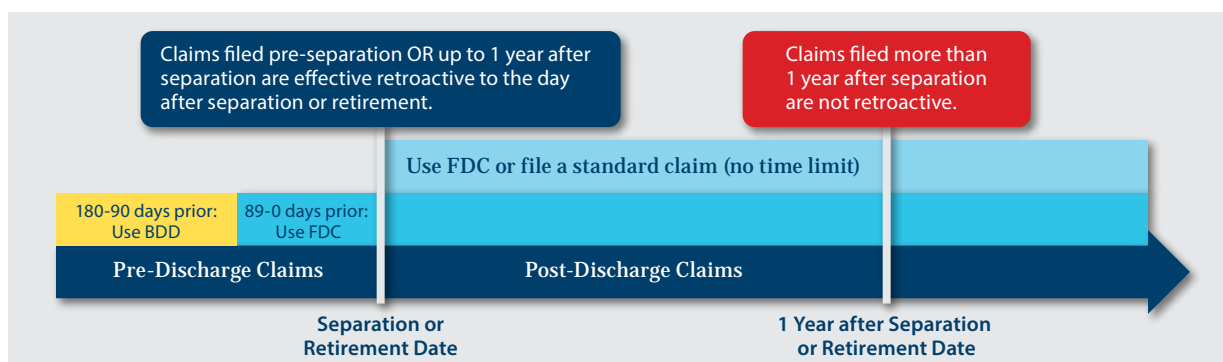 Claims filed pre-separation OR up to 1 year after
separation are effective retroactive to the day
after separation or retirement.
Claims filed more than
1 year after separation
are not retroactive.
Use FDC or file a standard claim (no time limit)
180-90 days prior:
Use BDD
89-0 days prior:
Use FDC
Pre-Discharge Claims
Post-Discharge Claims
Separation or
Retirement Date
1 Year after Separation
or Retirement Date